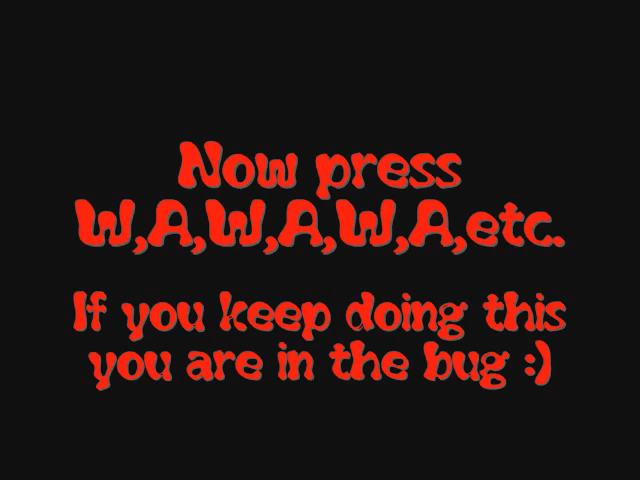 Now press
W,A,W,A,W,A,etc.
If you keep doing this
you are in the bug :)